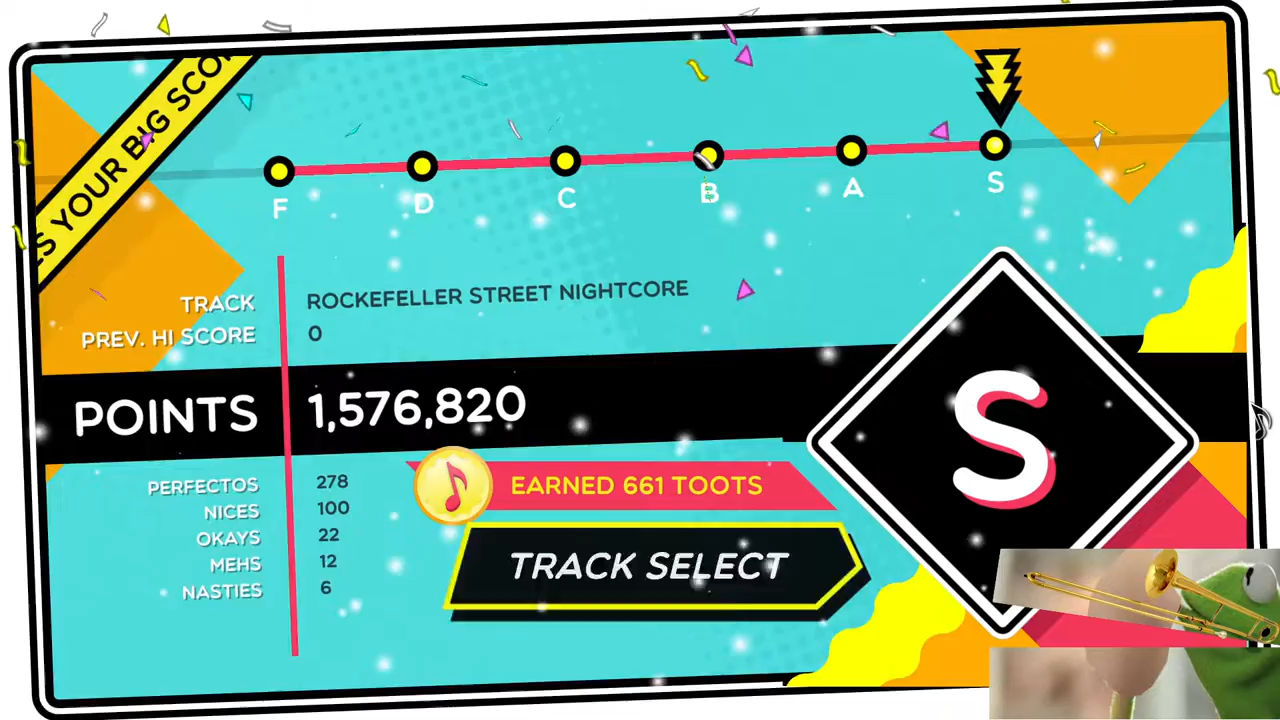 S YOUR BIG SCO
F D C B A S
TRACK ROCKEFELLER STREET NIGHTCORE
PREV. HI SCORE 0
POINTS 1,576,820
PERFECTOS 278
NICES 100
OKAYS 22
MEHS 12
NASTIES 6
EARNED 661 TOOTS
TRACK SELECT
S